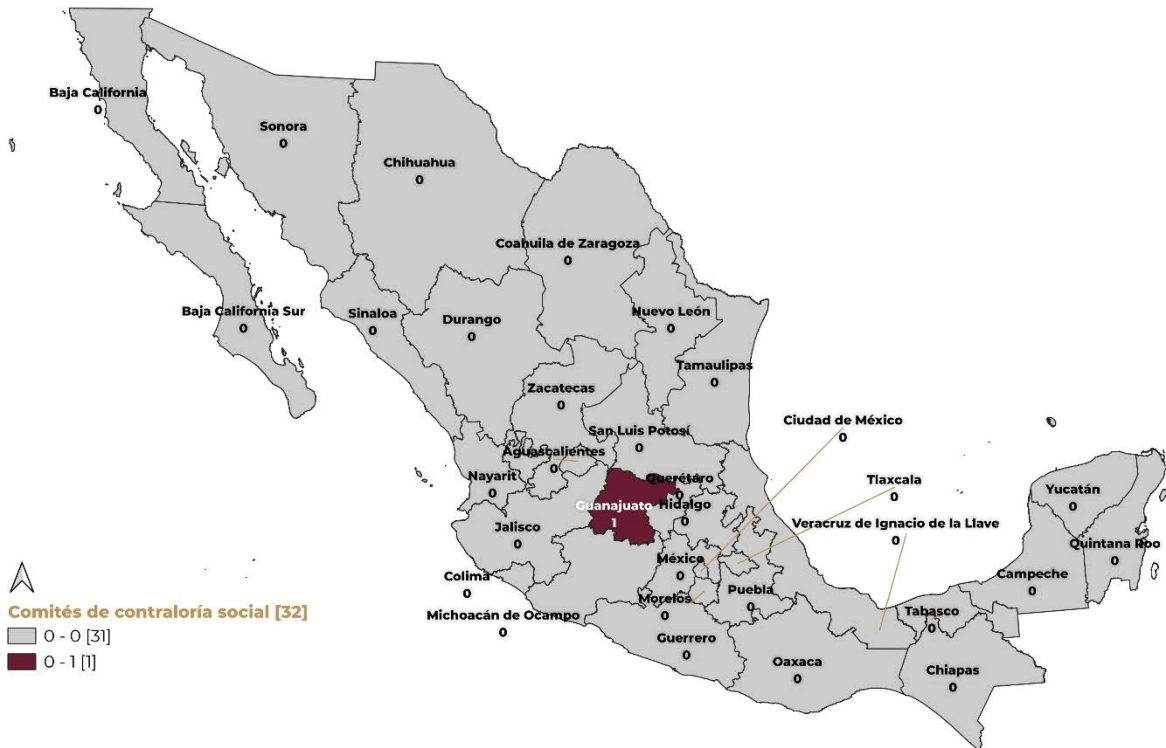 Baja California
0
Sonora
0
Chihuahua
0
Coahuila de Zaragoza
0
Baja California Sur
0
Sinaloa
0
Durango
0
Nuevo León
0
Tamaulipas
0
Zacatecas
0
San Luis Potosí
0
Ciudad de México
0
Aguascalientes
0
Nayarit
0
Querétaro
0
Tlaxcala
0
Yucatán
0
Guanajuato
1
Hidalgo
0
Jalisco
0
Veracruz de Ignacio de la Llave
0
Quintana Roo
0
México
0
Campeche
0
Colima
0
Morelos
0
Puebla
0
Michoacán de Ocampo
0
Tabasco
0
Guerrero
0
Oaxaca
0
Chiapas
0
Comités de contraloría social [32]
0 - 0 [31]
0 - 1 [1]